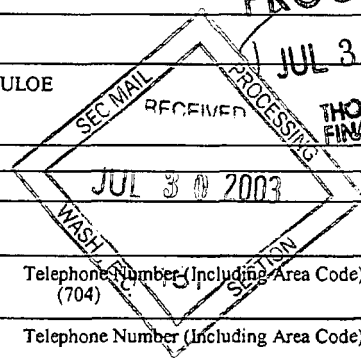 JUL 3
ULOE
SEC MAIL PROCESSING
RECEIVED
THO
FINA
JUL 3 0 2003
WASH, D.C. SECTION
Telephone Number (Including Area Code)
(704)
Telephone Number (Including Area Code)